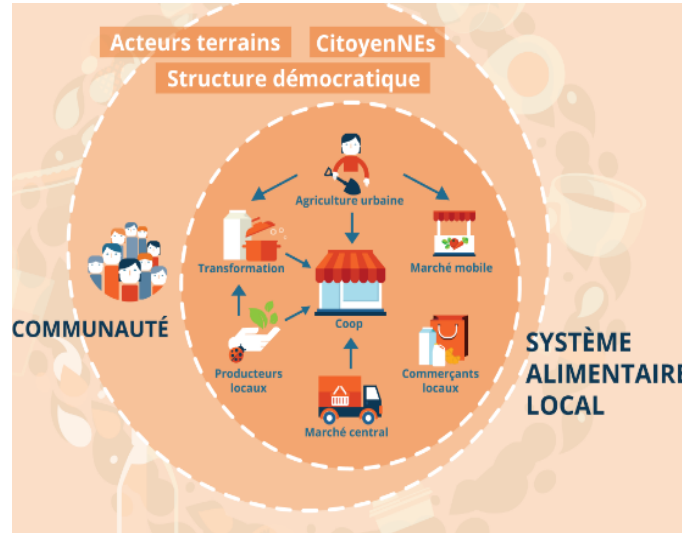 Acteurs terrains
CitoyenNEs
Structure démocratique
Agriculture urbaine
Transformation
Marché mobile
COMMUNAUTÉ
Coop
Producteurs
locaux
Commerçants
locaux
Marché central
SYSTÈME
ALIMENTAIRE
LOCAL